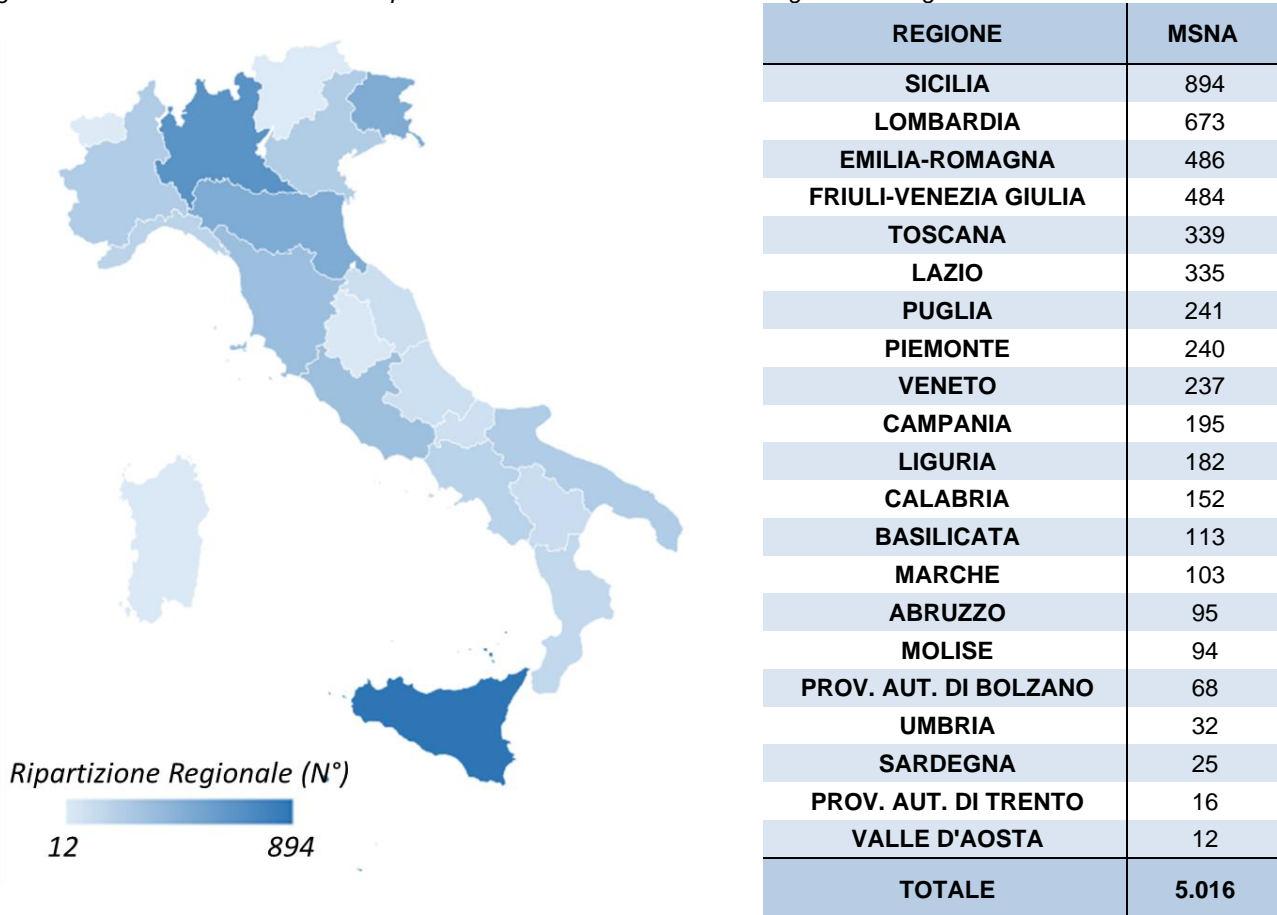 Ripartizione Regionale (N°)
12 894
REGIONE MSNA
SICILIA 894
LOMBARDIA 673
EMILIA-ROMAGNA 486
FRIULI-VENEZIA GIULIA 484
TOSCANA 339
LAZIO 335
PUGLIA 241
PIEMONTE 240
VENETO 237
CAMPANIA 195
LIGURIA 182
CALABRIA 152
BASILICATA 113
MARCHE 103
ABRUZZO 95
MOLISE 94
PROV. AUT. DI BOLZANO 68
UMBRIA 32
SARDEGNA 25
PROV. AUT. DI TRENTO 16
VALLE D'AOSTA 12
TOTALE 5.016